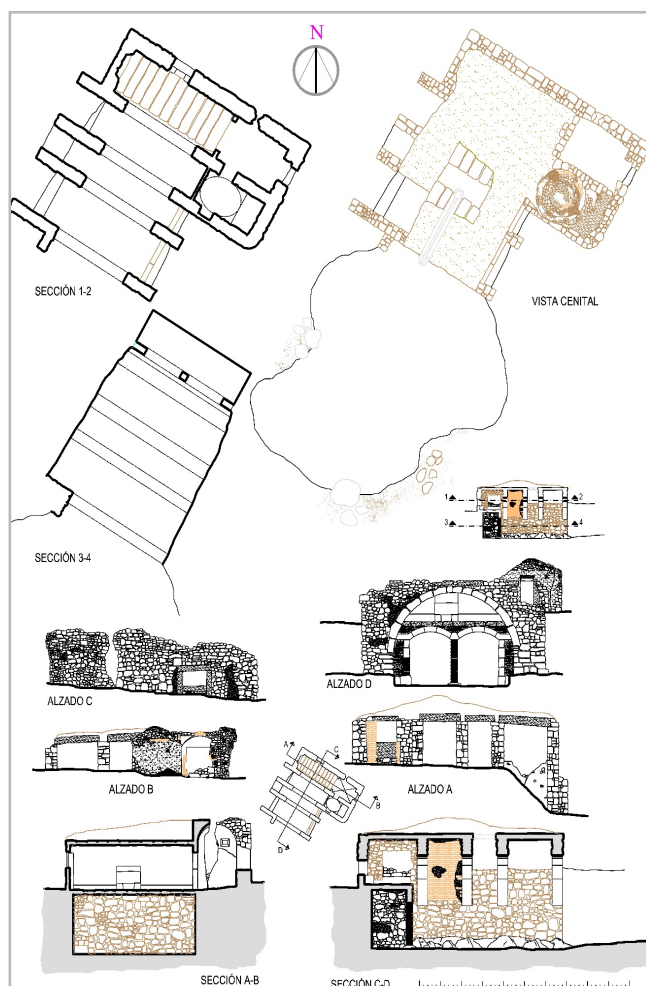 N
SECCIÓN 1-2
VISTA CENITAL
1 2
3 4
SECCIÓN 3-4
ALZADO C
ALZADO D
A C
ALZADO B
B
ALZADO A
D
SECCIÓN A-B
SECCIÓN C-D